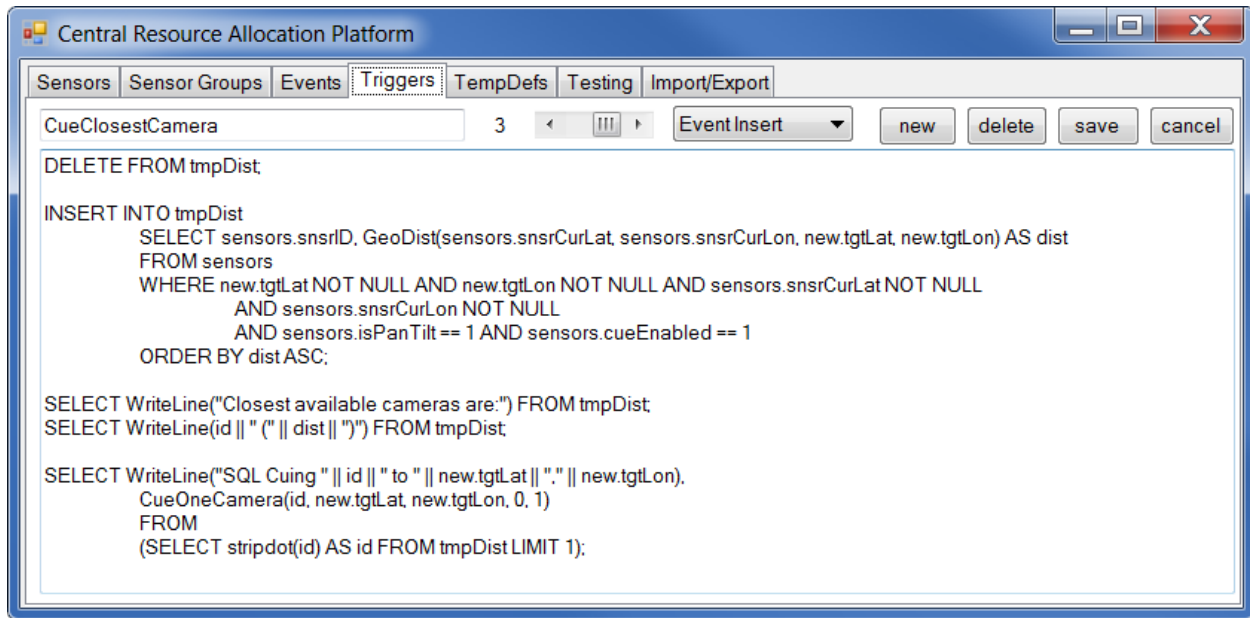 Central Resource Allocation Platform
Sensors Sensor Groups Events Triggers TempDefs Testing Import/Export
CueClosestCamera 3 Event Insert new delete save cancel
DELETE FROM tmpDist;
INSERT INTO tmpDist
SELECT sensors.snsrID, GeoDist(sensors.snsrCurLat, sensors.snsrCurLon, new.tgtLat, new.tgtLon) AS dist
FROM sensors
WHERE new.tgtLat NOT NULL AND new.tgtLon NOT NULL AND sensors.snsrCurLat NOT NULL
AND sensors.snsrCurLon NOT NULL
AND sensors.isPanTilt == 1 AND sensors.cueEnabled == 1
ORDER BY dist ASC;
SELECT WriteLine("Closest available cameras are:") FROM tmpDist;
SELECT WriteLine(id || " (" || dist || ")") FROM tmpDist;
SELECT WriteLine("SQL Cuing " || id || " to " || new.tgtLat || "," || new.tgtLon),
CueOneCamera(id, new.tgtLat, new.tgtLon, 0, 1)
FROM
(SELECT stripdot(id) AS id FROM tmpDist LIMIT 1);